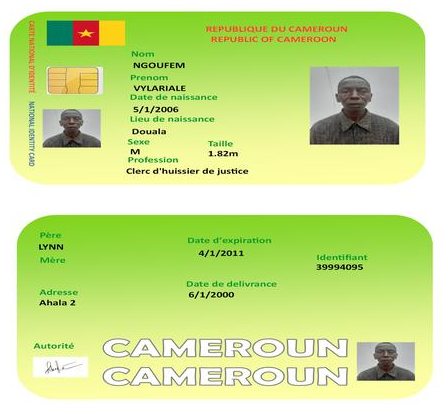 CARTE NATIONAL D'IDENTITÉ
NATIONAL IDENTITY CARD
REPUBLIQUE DU CAMEROUN
REPUBLIC OF CAMEROON
Nom
NGOUFEM
Prenom
VYLARIALE
Date de naissance
5/1/2006
Lieu de naissance
Douala
Sexe Taille
M 1.82m
Profession
Clerc d'huissier de justice
Père
LYNN
Mère
Date d'expiration
4/1/2011
Identifiant
39994095
Adresse
Ahala 2
Date de delivrance
6/1/2000
Autorité
CAMEROUN
CAMEROUN